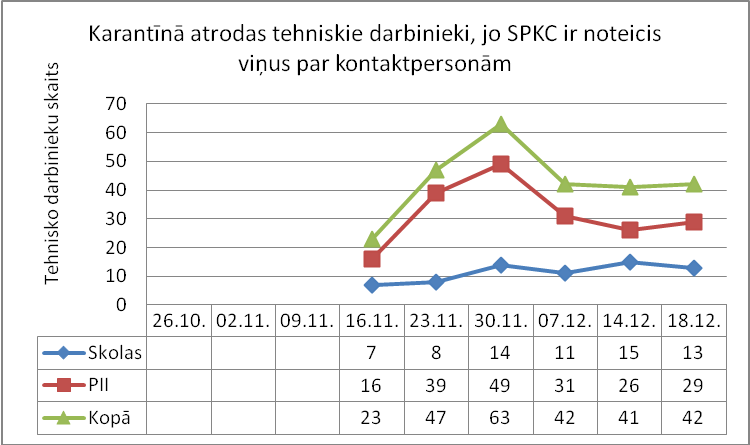 Karantīnā atrodas tehniskie darbinieki, jo SPKC ir noteicis
viņus par kontaktpersonām
Tehnisko darbinieku skaits
70
60
50
40
30
20
10
0
26.10. 02.11. 09.11. 16.11. 23.11. 30.11. 07.12. 14.12. 18.12.
Skolas 7 8 14 11 15 13
PII 16 39 49 31 26 29
Kopā 23 47 63 42 41 42